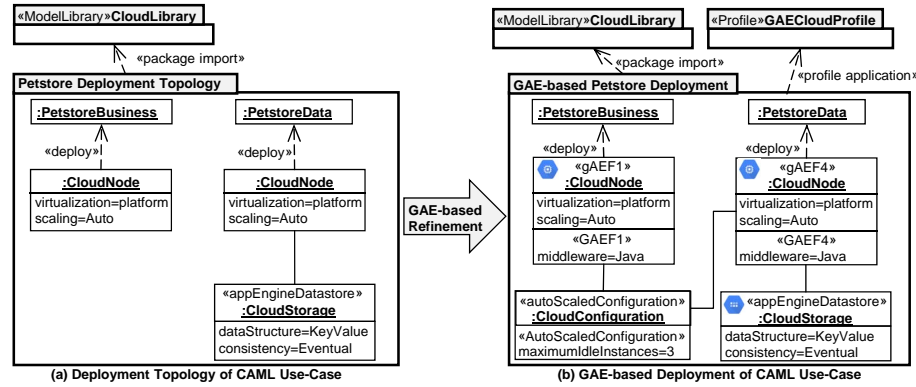 «ModelLibrary»CloudLibrary
«package import»
Petstore Deployment Topology
:PetstoreBusiness
:PetstoreData
«deploy»
«deploy»
:CloudNode
virtualization=platform
scaling=Auto
:CloudNode
virtualization=platform
scaling=Auto
«appEngineDatastore»
:CloudStorage
dataStructure=KeyValue
consistency=Eventual
(a) Deployment Topology of CAML Use-Case
GAE-based
Refinement
«ModelLibrary»CloudLibrary
«Profile»GAECloudProfile
«package import»
«profile application»
GAE-based Petstore Deployment
:PetstoreBusiness
:PetstoreData
«deploy»
«deploy»
«gAEF1»
:CloudNode
virtualization=platform
scaling=Auto
«GAEF1»
middleware=Java
«gAEF4»
:CloudNode
virtualization=platform
scaling=Auto
«GAEF4»
middleware=Java
«autoScaledConfiguration»
:CloudConfiguration
«AutoScaledConfiguration»
maximumIdleInstances=3
«appEngineDatastore»
:CloudStorage
dataStructure=KeyValue
consistency=Eventual
(b) GAE-based Deployment of CAML Use-Case